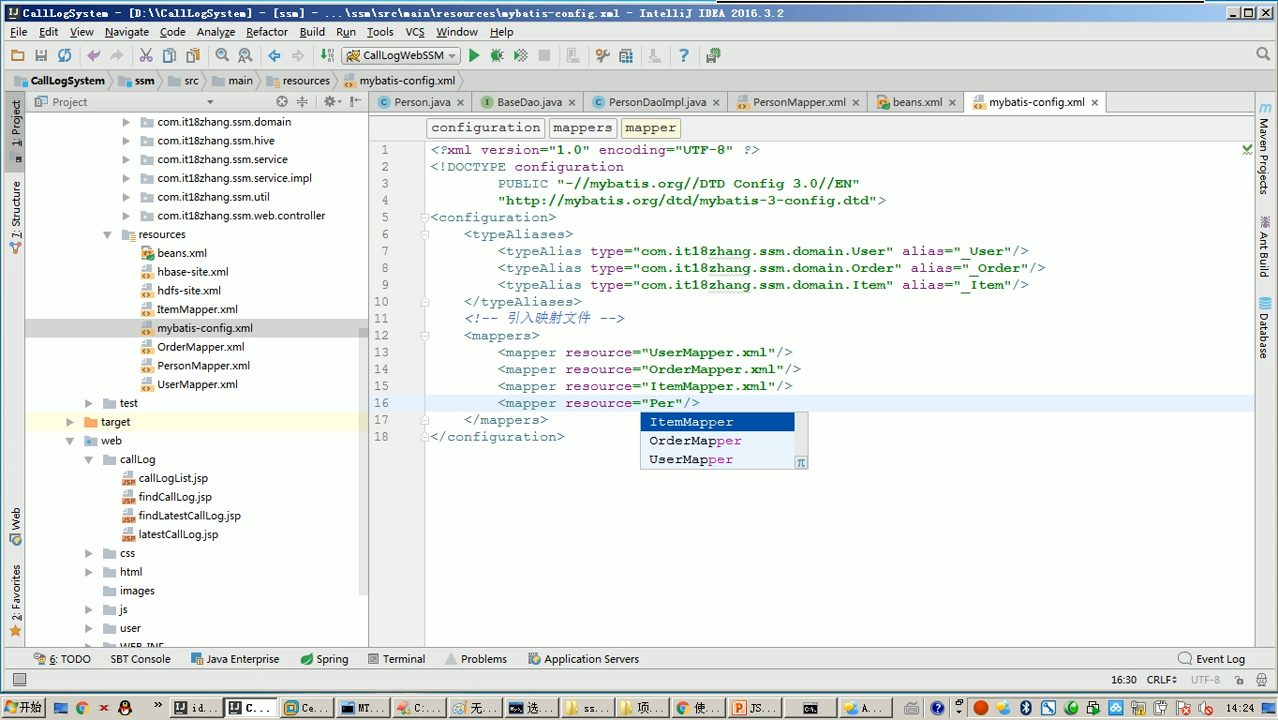 CallLogSystem - [D:\CallLogSystem] - [ssm] - ...\ssm\src\main\resources\mybatis-config.xml - IntelliJ IDEA 2016.3.2
File Edit View Navigate Code Analyze Refactor Build Run Tools VCS Window Help
CallLogWebSSM
CallLogSystem ssm src main resources mybatis-config.xml
Project
Person.java BaseDao.java PersonDaoImpl.java PersonMapper.xml beans.xml mybatis-config.xml
configuration mappers mapper
1: Project
7: Structure
Web
2: Favorites
com.it18zhang.ssm.domain
com.it18zhang.ssm.hive
com.it18zhang.ssm.service
com.it18zhang.ssm.service.impl
com.it18zhang.ssm.util
com.it18zhang.ssm.web.controller
resources
beans.xml
hbase-site.xml
hdfs-site.xml
ItemMapper.xml
mybatis-config.xml
OrderMapper.xml
PersonMapper.xml
UserMapper.xml
test
target
web
callLog
callLogList.jsp
findCallLog.jsp
findLatestCallLog.jsp
latestCallLog.jsp
css
html
images
js
user
WEB-INF
1 <?xml version="1.0" encoding="UTF-8" ?>
2 <!DOCTYPE configuration
3 PUBLIC "-//mybatis.org//DTD Config 3.0//EN"
4 "http://mybatis.org/dtd/mybatis-3-config.dtd">
5 <configuration>
6 <typeAliases>
7 <typeAlias type="com.it18zhang.ssm.domain.User" alias="_User"/>
8 <typeAlias type="com.it18zhang.ssm.domain.Order" alias="_Order"/>
9 <typeAlias type="com.it18zhang.ssm.domain.Item" alias="_Item"/>
10 </typeAliases>
11 <!-- 引入映射文件 -->
12 <mappers>
13 <mapper resource="UserMapper.xml"/>
14 <mapper resource="OrderMapper.xml"/>
15 <mapper resource="ItemMapper.xml"/>
16 <mapper resource="Per"/>
17 </mappers>
18 </configuration>
ItemMapper
OrderMapper
UserMapper
π
Maven Projects
Ant Build
Database
6: TODO SBT Console Java Enterprise Spring Terminal Problems Application Servers Event Log
16:30 CRLF UTF-8
开始 id... C... Ce... MT... C:... 无... 选... ss... 项... 使... JS... A... 14:24